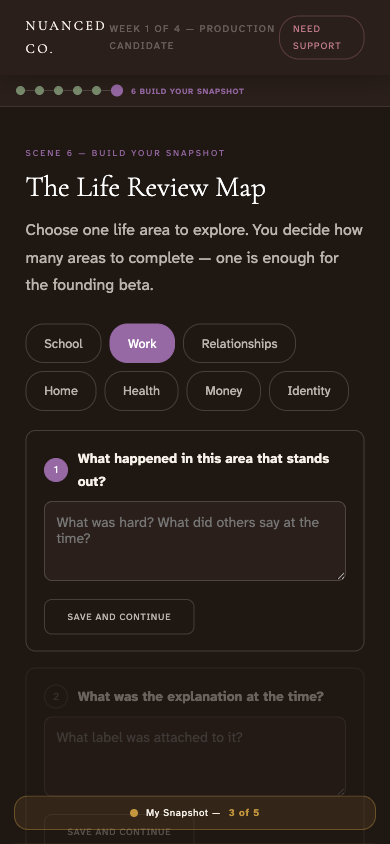 NUANCED
CO.
WEEK 1 OF 4 — PRODUCTION
CANDIDATE
NEED
SUPPORT
6 BUILD YOUR SNAPSHOT
SCENE 6 — BUILD YOUR SNAPSHOT
The Life Review Map
Choose one life area to explore. You decide how
many areas to complete — one is enough for
the founding beta.
School
Work
Relationships
Home
Health
Money
Identity
1
What happened in this area that stands
out?
What was hard? What did others say at the
time?
SAVE AND CONTINUE
2
What was the explanation at the time?
What label was attached to it?
My Snapshot — 3 of 5
SAVE AND CONTINUE